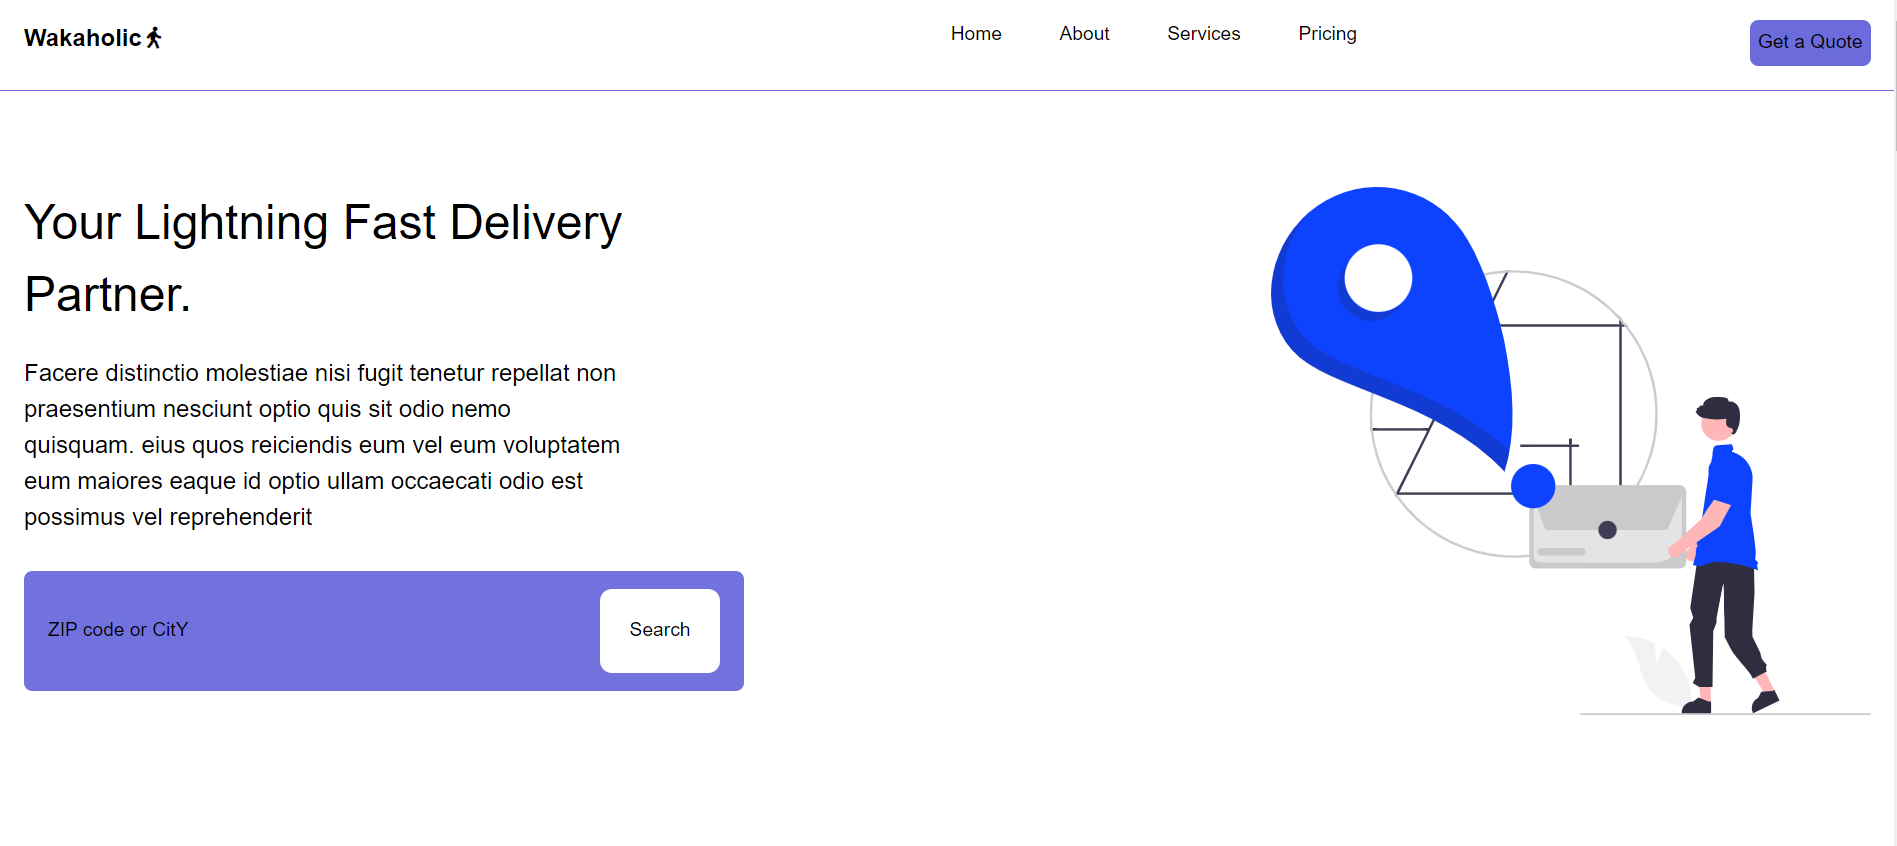 Wakaholic
Home About Services Pricing
Get a Quote
Your Lightning Fast Delivery
Partner.
Facere distinctio molestiae nisi fugit tenetur repellat non
praesentium nesciunt optio quis sit odio nemo
quisquam. eius quos reiciendis eum vel eum voluptatem
eum maiores eaque id optio ullam occaecati odio est
possimus vel reprehenderit
ZIP code or CitY
Search